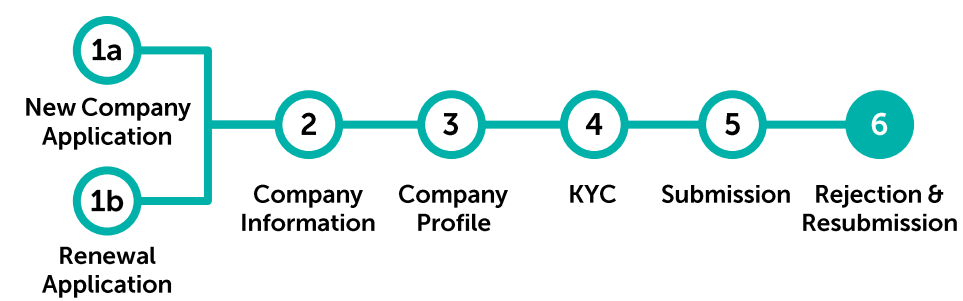 1a
New Company
Application
1b
Renewal
Application
2
Company
Information
3
Company
Profile
4
KYC
5
Submission
6
Rejection &
Resubmission